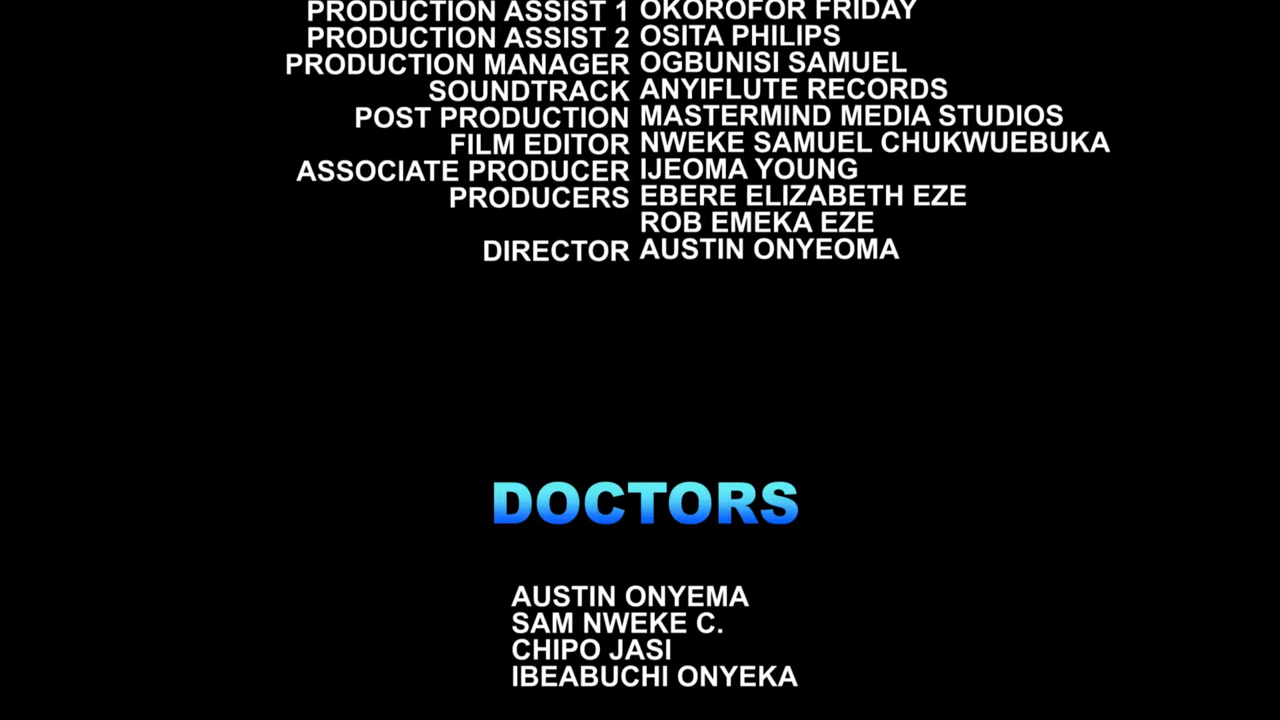 PRODUCTION ASSIST 1 OKOROFOR FRIDAY
PRODUCTION ASSIST 2 OSITA PHILIPS
PRODUCTION MANAGER OGBUNISI SAMUEL
SOUNDTRACK ANYIFLUTE RECORDS
POST PRODUCTION MASTERMIND MEDIA STUDIOS
FILM EDITOR NWEKE SAMUEL CHUKWUEBUKA
ASSOCIATE PRODUCER IJEOMA YOUNG
PRODUCERS EBERE ELIZABETH EZE
ROB EMEKA EZE
DIRECTOR AUSTIN ONYEOMA
DOCTORS
AUSTIN ONYEMA
SAM NWEKE C.
CHIPO JASI
IBEABUCHI ONYEKA